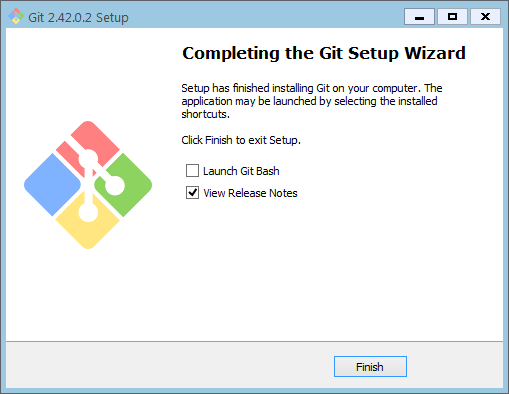 Git 2.42.0.2 Setup
Completing the Git Setup Wizard
Setup has finished installing Git on your computer. The
application may be launched by selecting the installed
shortcuts.
Click Finish to exit Setup.
Launch Git Bash
View Release Notes
Finish